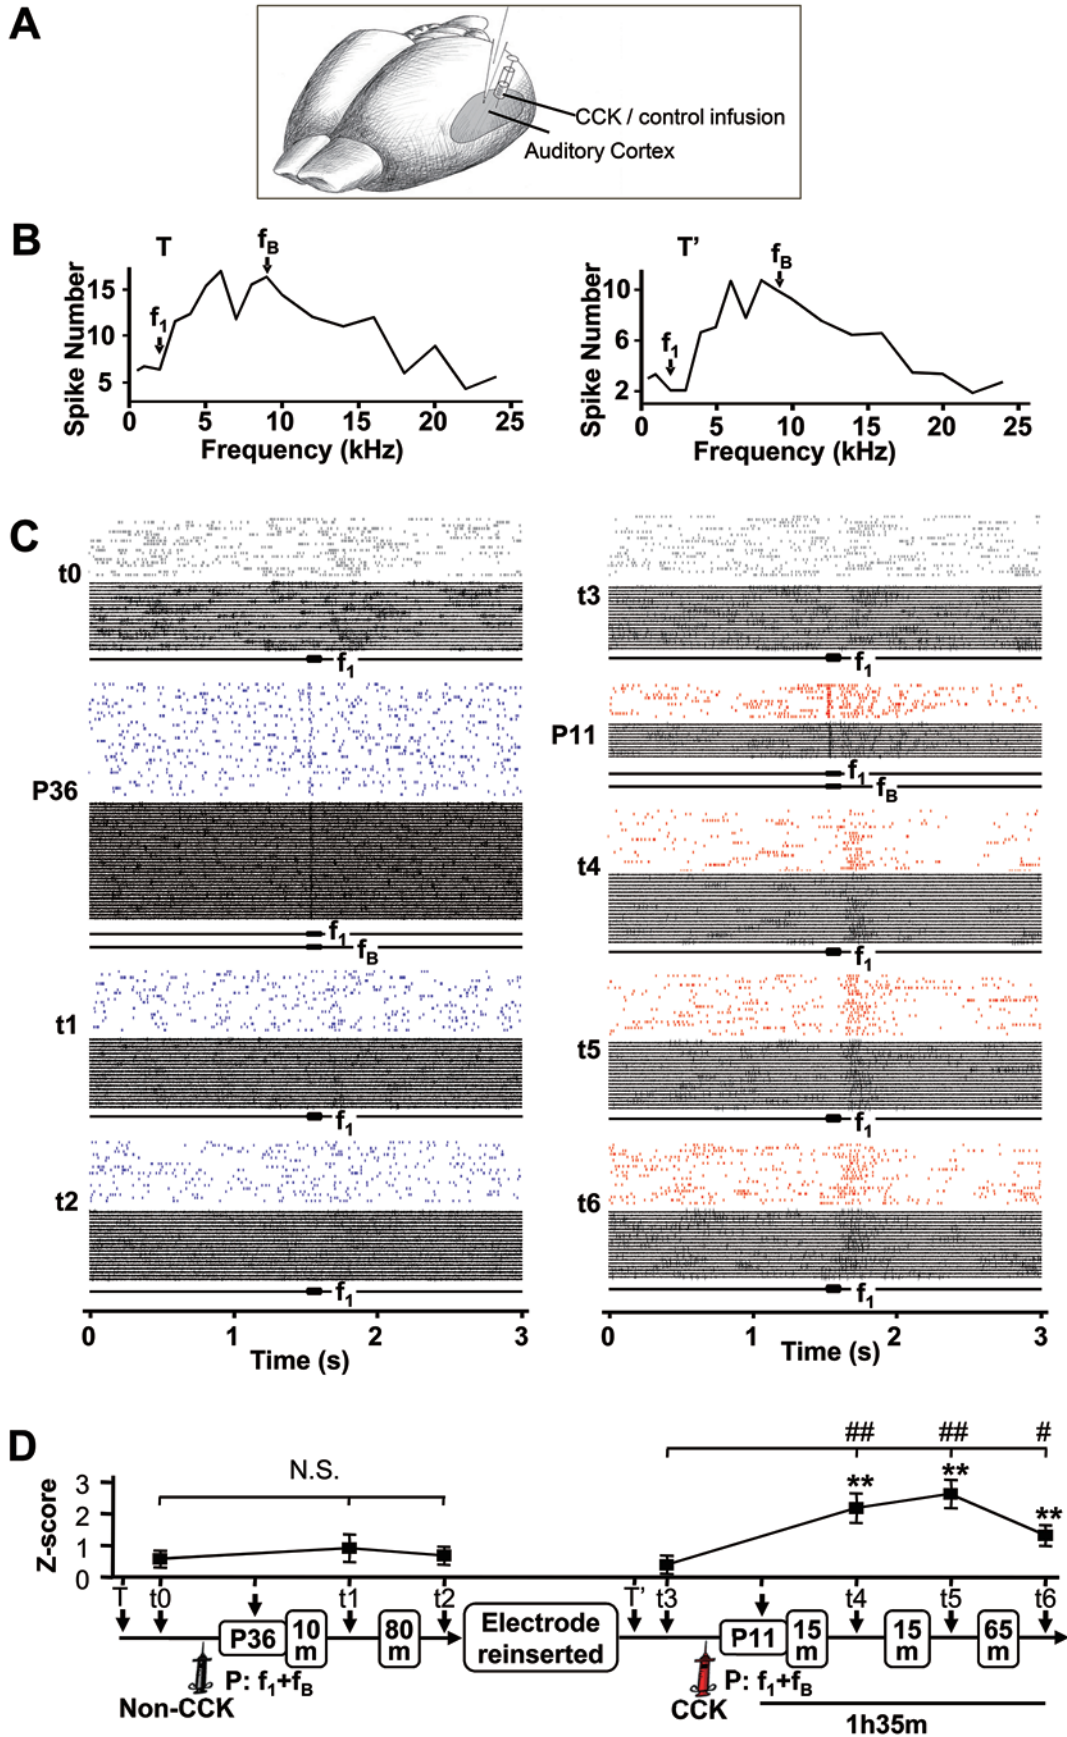 A
CCK / control infusion
Auditory Cortex
B
T
fB
f1
Spike Number
15
10
5
0 5 10 15 20 25
Frequency (kHz)
T'
fB
f1
Spike Number
10
6
2
0 5 10 15 20 25
Frequency (kHz)
C
t0
f1
P36
f1
fB
t1
f1
t2
f1
0 1 2 3
Time (s)
t3
f1
P11
f1
fB
t4
f1
t5
f1
t6
f1
0 1 2 3
Time (s)
D
Z-score
3
2
1
0
N.S.
## ## #
** ** **
T t0 t1 t2 T' t3 t4 t5 t6
P36
10 m
80 m
Electrode
reinserted
P11
15 m
15 m
65 m
Non-CCK
P: f1+fB
CCK
P: f1+fB
1h35m